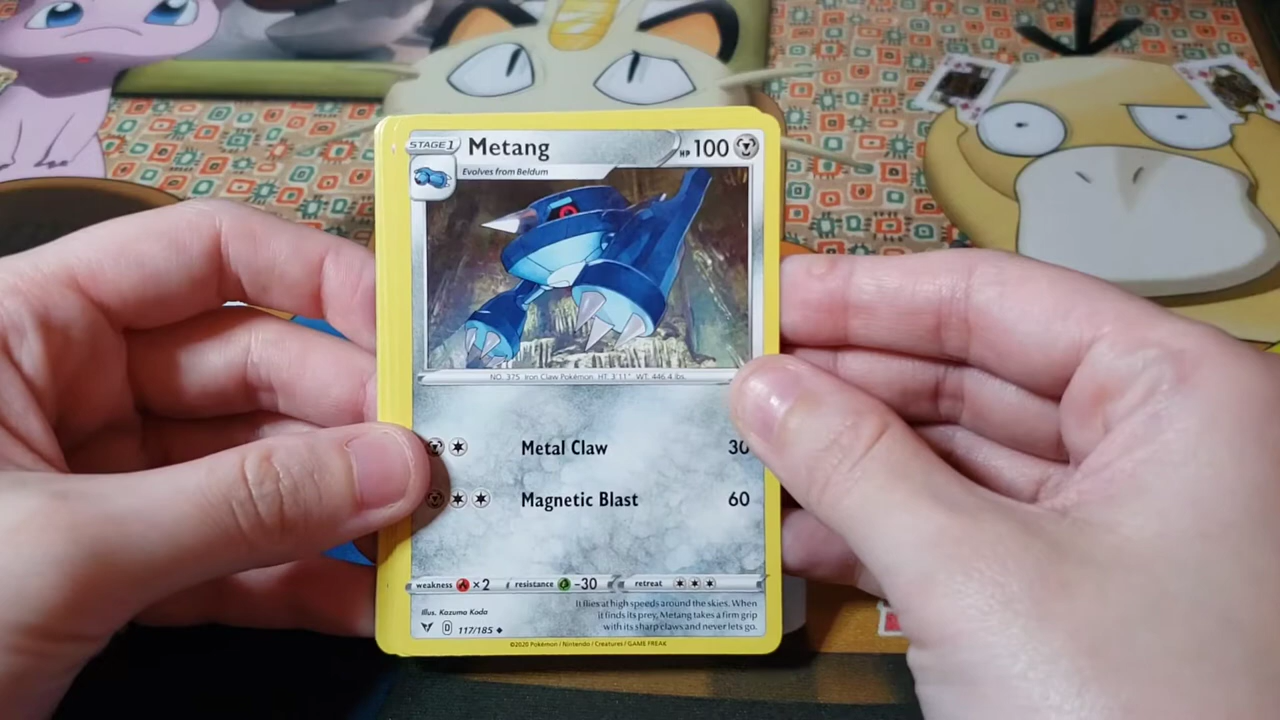 STAGE 1 Metang HP 100
Evolves from Beldum
NO. 375 Iron Claw Pokémon HT: 3'11" WT: 446.4 lbs.
Metal Claw 30
Magnetic Blast 60
weakness ×2 resistance -30 retreat
Illus. Kazuma Koda
It flies at high speeds around the skies. When
it finds its prey, Metang takes a firm grip
with its sharp claws and never lets go.
D 117/185
©2020 Pokémon / Nintendo / Creatures / GAME FREAK